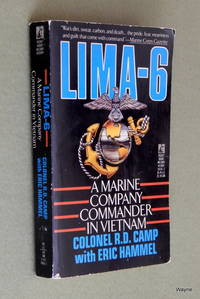 "War's dirt, sweat, carbon, and death... the pride, fear, weariness
and guilt that come with command" —Marine Corps Gazette
LIMA-6
A MARINE
COMPANY
COMMANDER
IN VIETNAM
COLONEL R.D. CAMP
with ERIC HAMMEL
LIMA-6
A Marine Company
Commander in Vietnam
COLONEL R.D. CAMP
with ERIC HAMMEL
Wayne